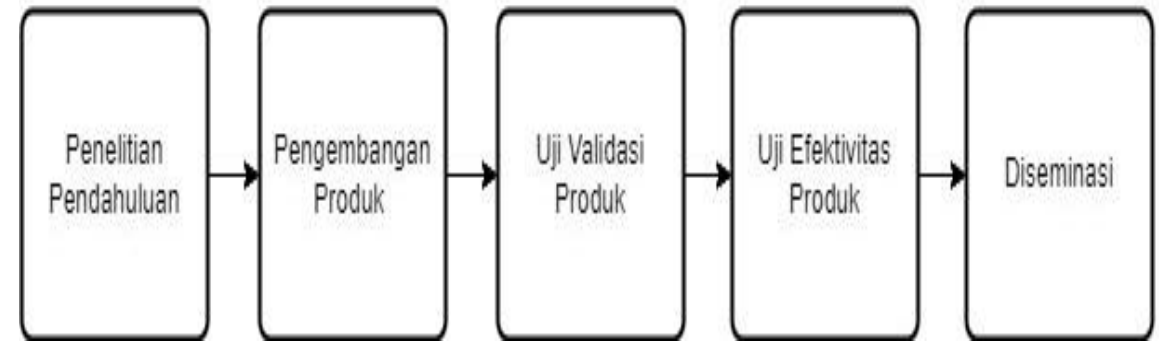 Penelitian
Pendahuluan
Pengembangan
Produk
Uji Validasi
Produk
Uji Efektivitas
Produk
Diseminasi